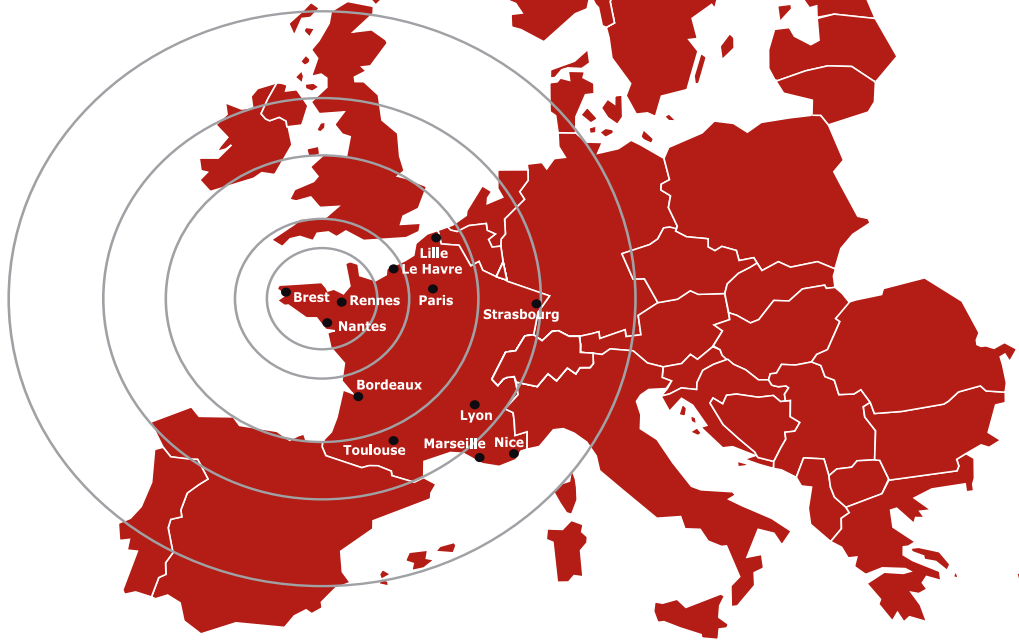 Lille
Le Havre
Brest
Rennes
Paris
Strasbourg
Nantes
Bordeaux
Lyon
Toulouse
Marseille
Nice